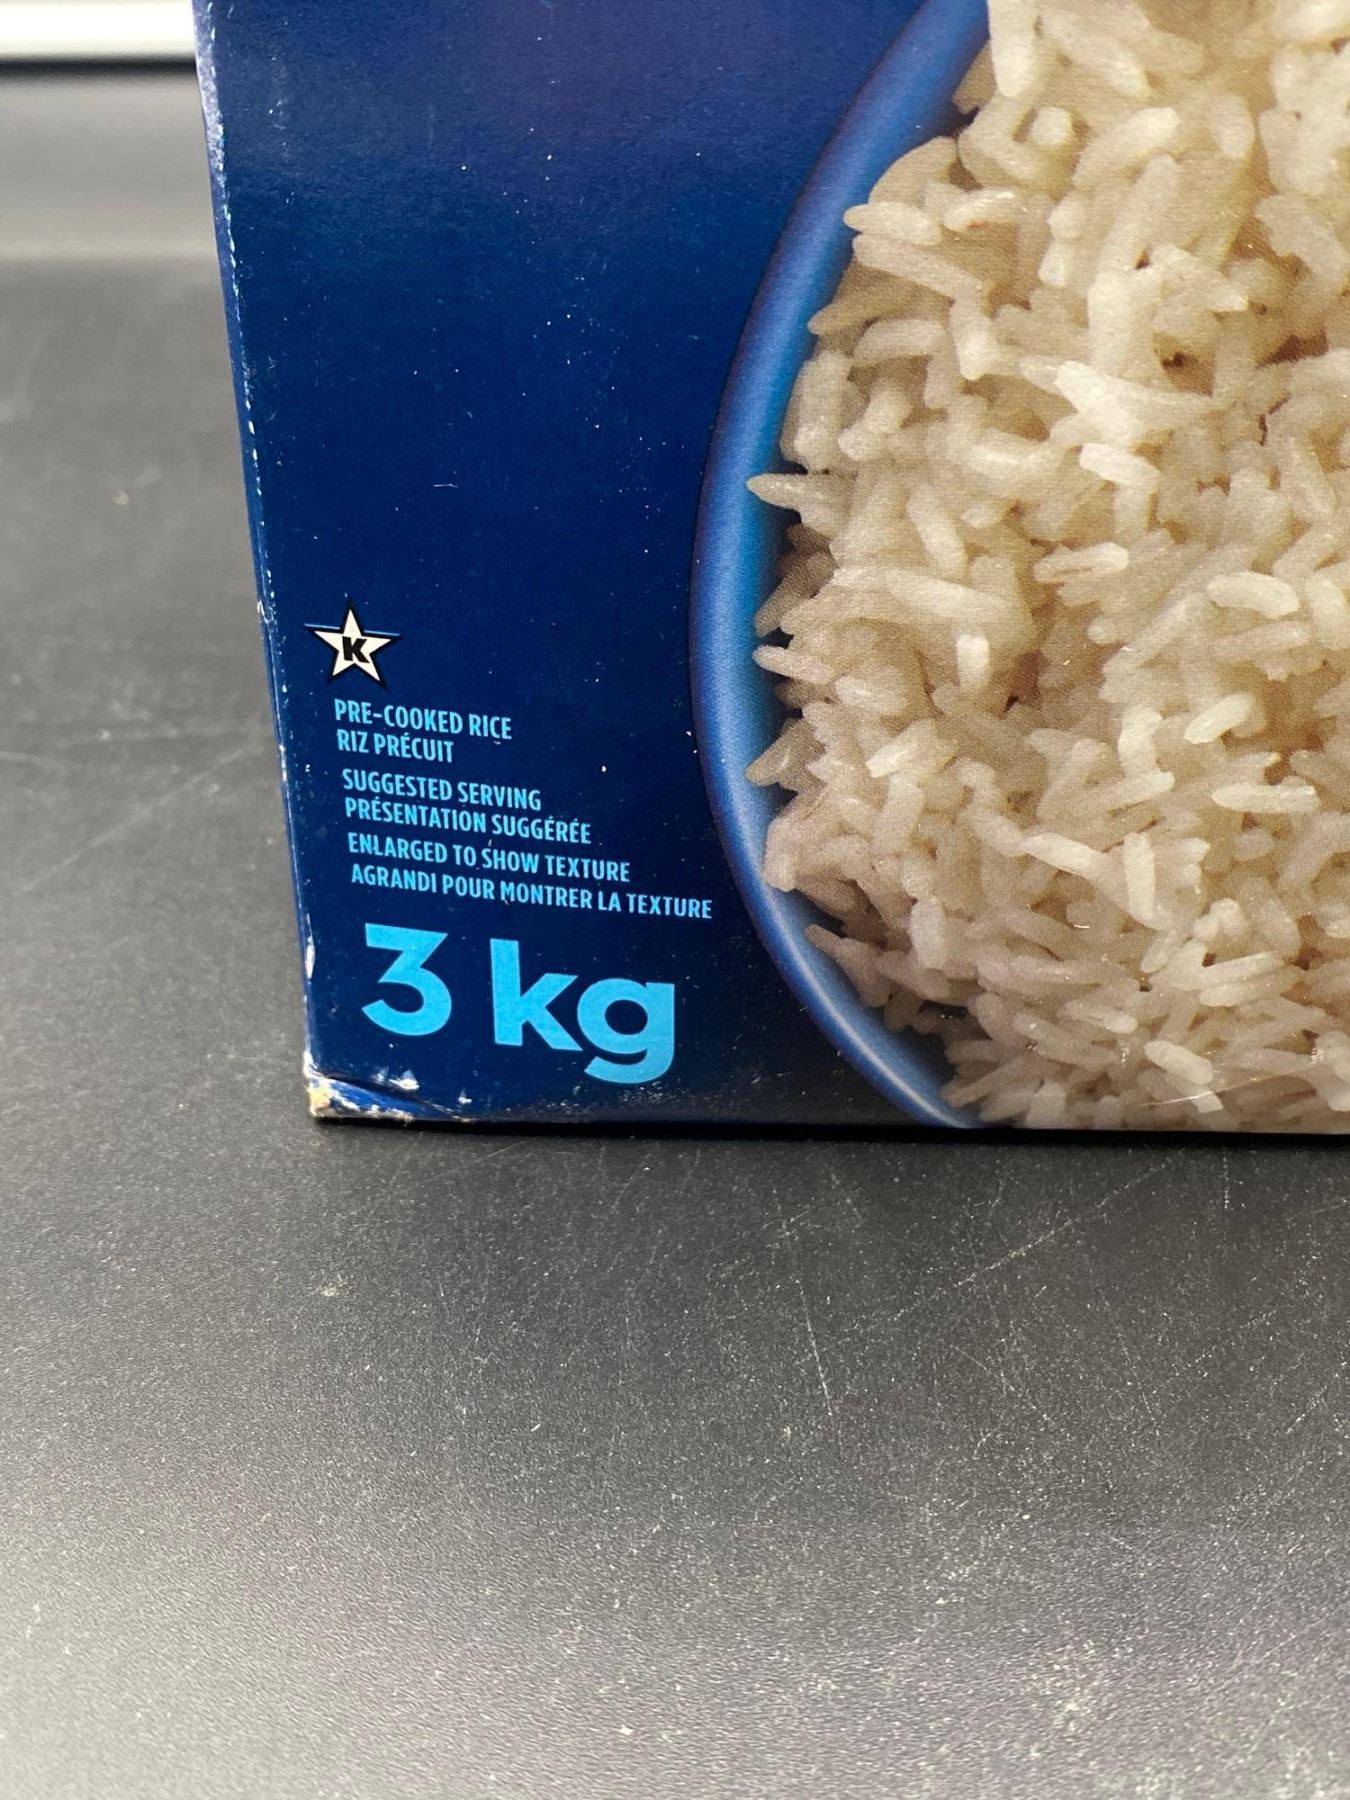 K
PRE-COOKED RICE
RIZ PRÉCUIT
SUGGESTED SERVING
PRÉSENTATION SUGGÉRÉE
ENLARGED TO SHOW TEXTURE
AGRANDI POUR MONTRER LA TEXTURE
3 kg